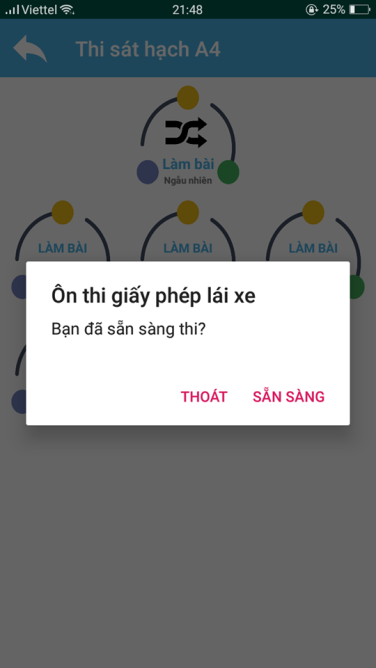 Viettel 21:48 25%
Thi sát hạch A4
Làm bài
Ngẫu nhiên
LÀM BÀI LÀM BÀI LÀM BÀI
Ôn thi giấy phép lái xe
Bạn đã sẵn sàng thi?
THOÁT SẴN SÀNG